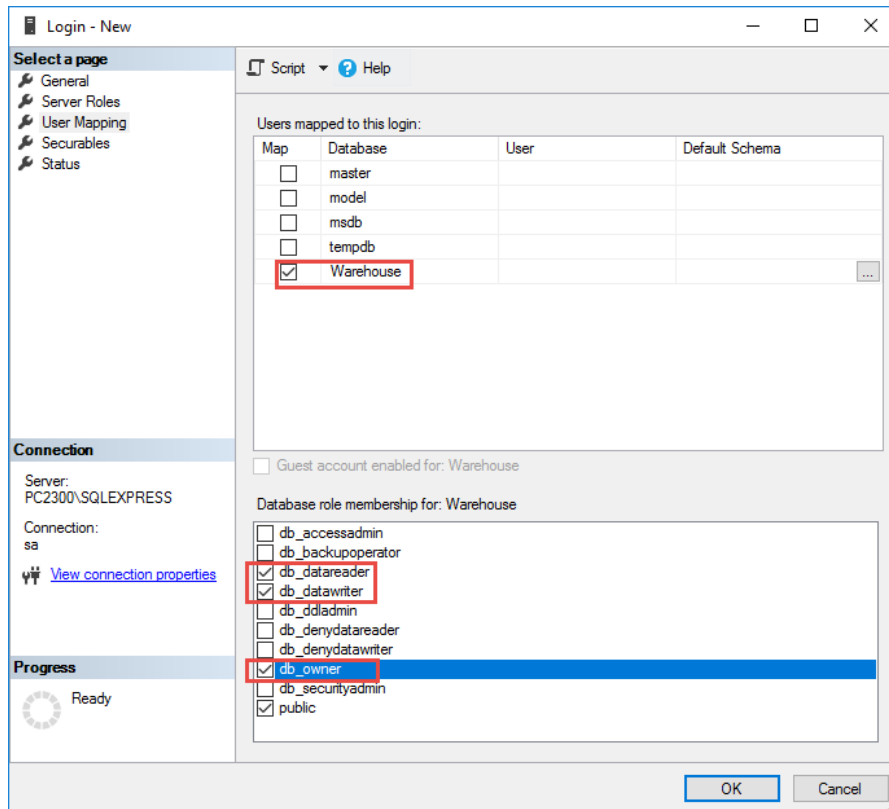 Login - New
Select a page
General
Server Roles
User Mapping
Securables
Status
Script Help
Users mapped to this login:
Map Database User Default Schema
master
model
msdb
tempdb
Warehouse ...
Guest account enabled for: Warehouse
Connection
Server:
PC2300\SQLEXPRESS
Connection:
sa
View connection properties
Database role membership for: Warehouse
db_accessadmin
db_backupoperator
db_datareader
db_datawriter
db_ddladmin
db_denydatareader
db_denydatawriter
db_owner
db_securityadmin
public
Progress
Ready
OK Cancel